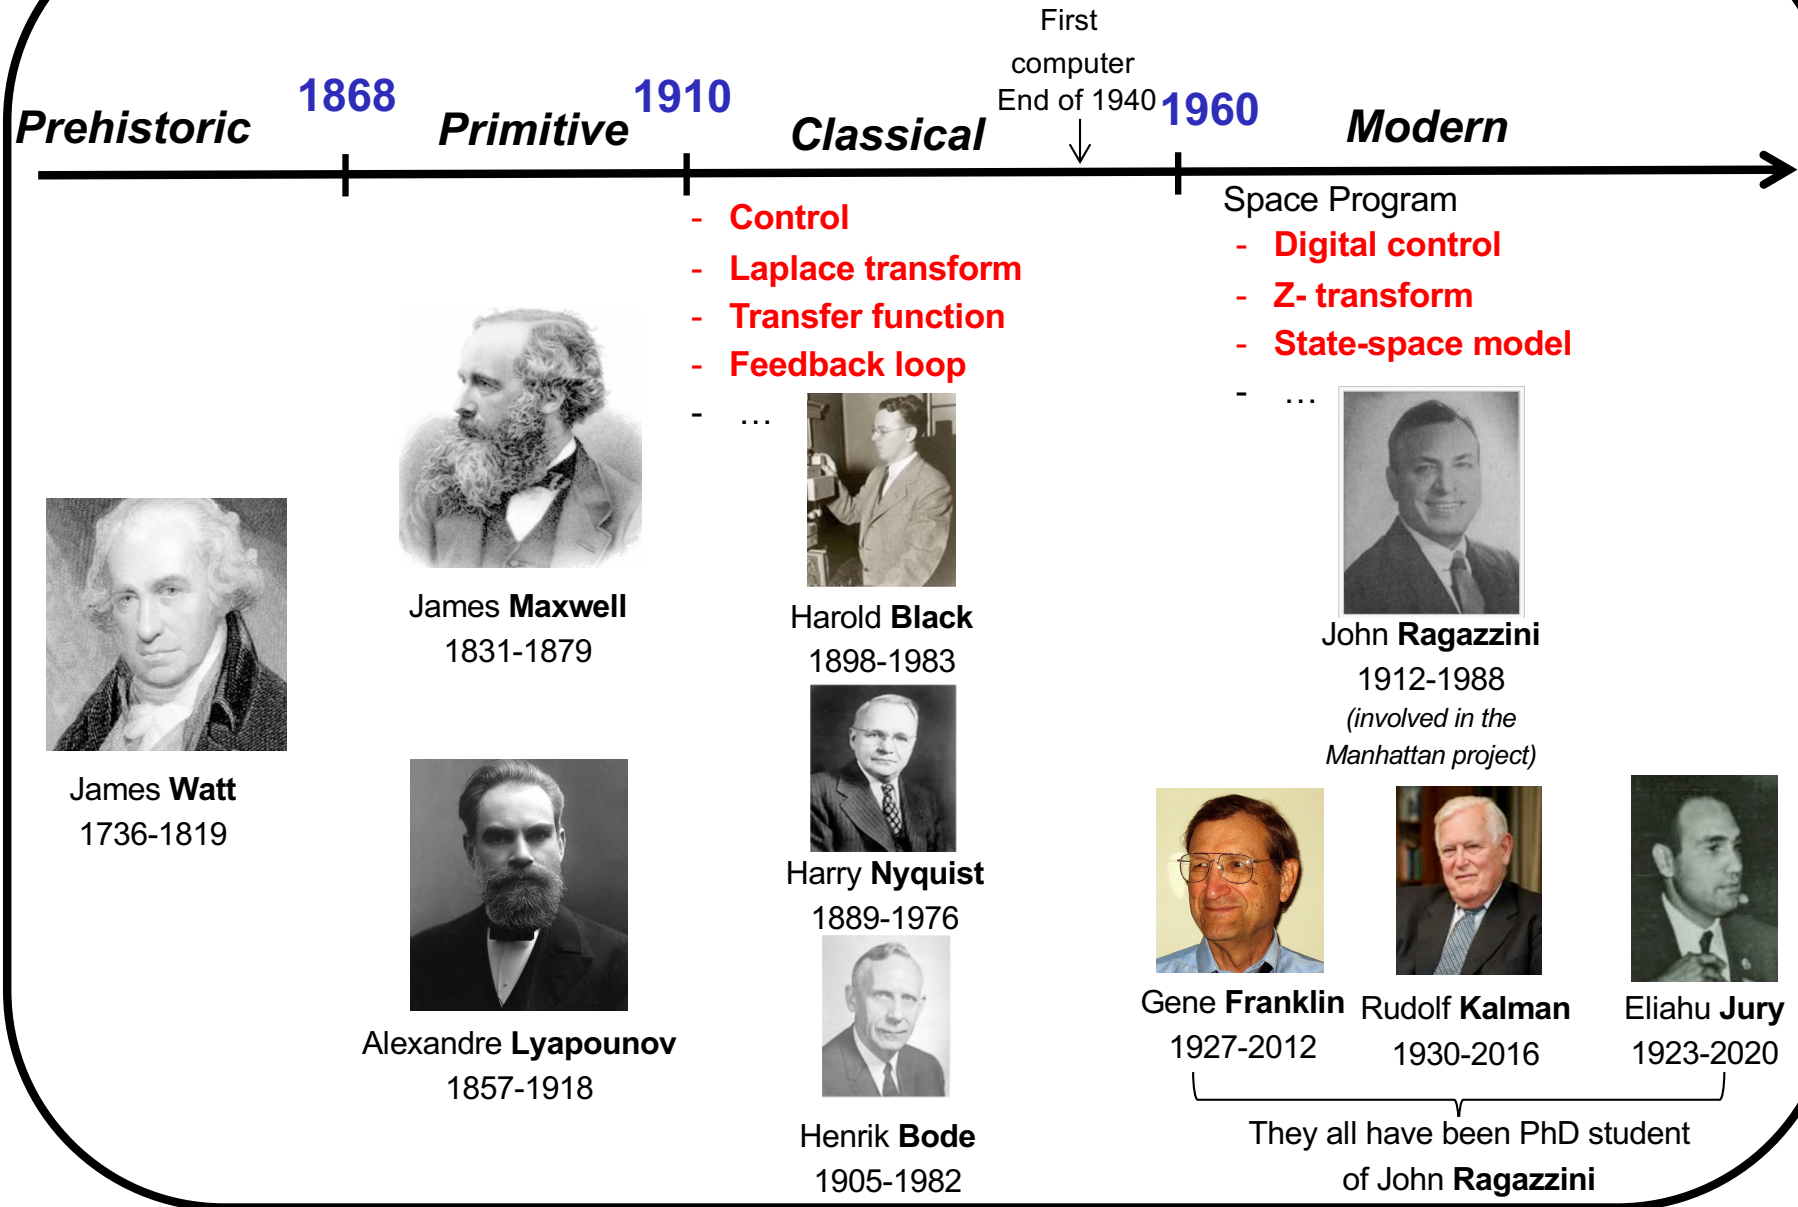 First
computer
End of 1940
1868
1910
1960
Prehistoric
Primitive
Classical
Modern
- Control
- Laplace transform
- Transfer function
- Feedback loop
- …
Space Program
- Digital control
- Z- transform
- State-space model
- …
James Watt
1736-1819
James Maxwell
1831-1879
Alexandre Lyapounov
1857-1918
Harold Black
1898-1983
Harry Nyquist
1889-1976
Henrik Bode
1905-1982
John Ragazzini
1912-1988
(involved in the
Manhattan project)
Gene Franklin
1927-2012
Rudolf Kalman
1930-2016
Eliahu Jury
1923-2020
They all have been PhD student
of John Ragazzini